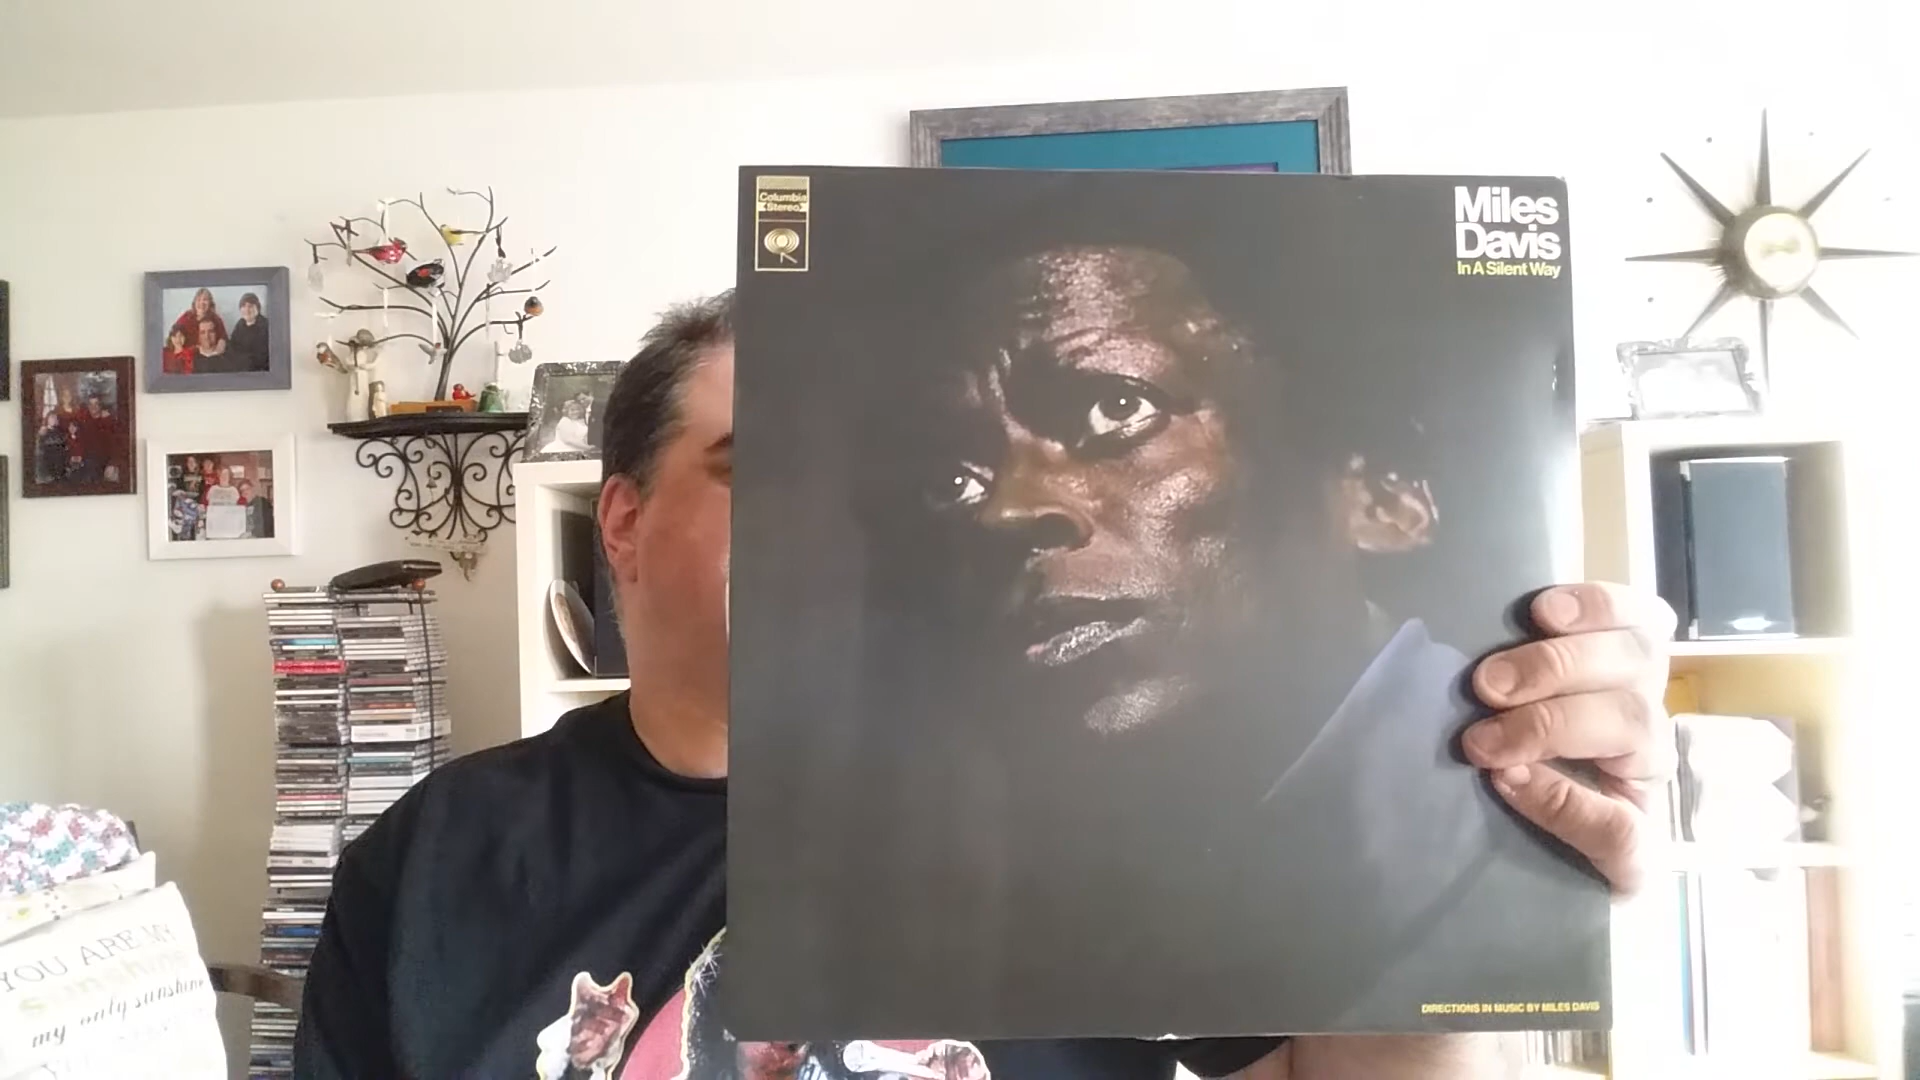 Columbia
Stereo
Miles
Davis
In A Silent Way
DIRECTIONS IN MUSIC BY MILES DAVIS
YOU ARE MY
sunshine
my only sunshine